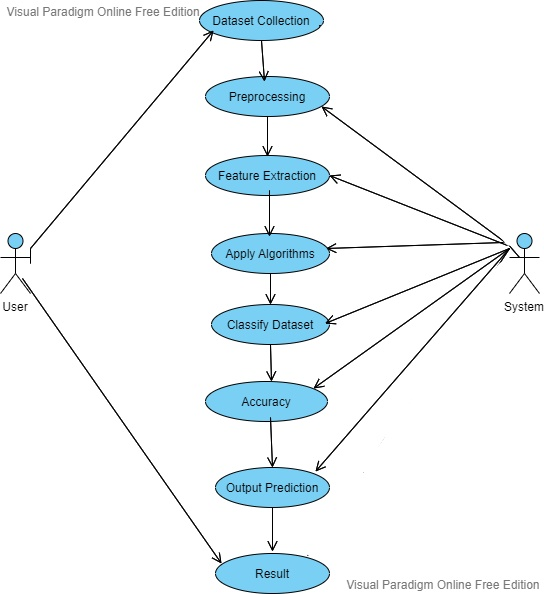 Visual Paradigm Online Free Edition
Dataset Collection
Preprocessing
Feature Extraction
Apply Algorithms
User
System
Classify Dataset
Accuracy
Output Prediction
Result
Visual Paradigm Online Free Edition